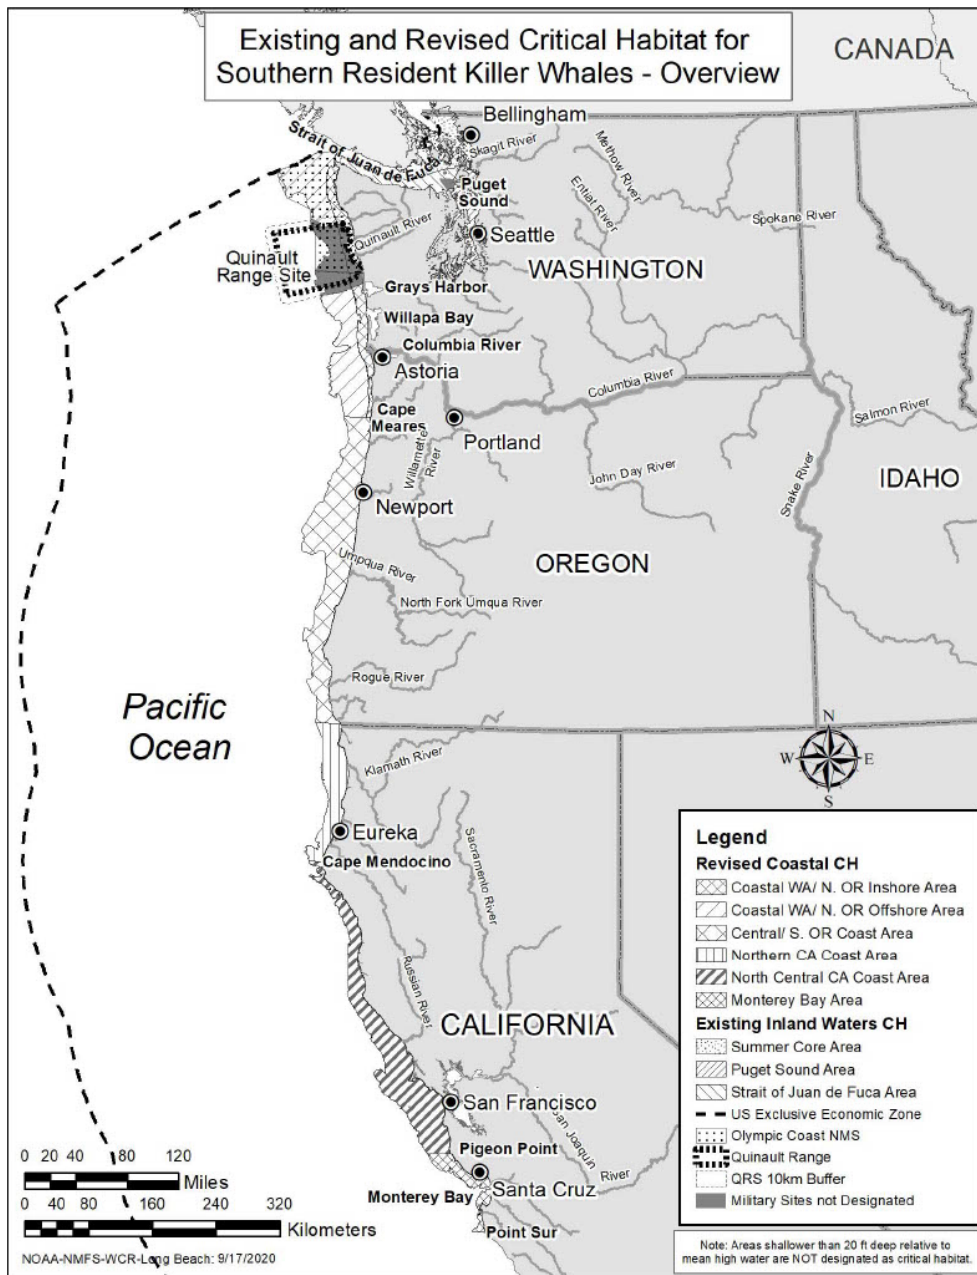 Existing and Revised Critical Habitat for
Southern Resident Killer Whales - Overview
CANADA
Bellingham
Strait of Juan de Fuca
Skagit River
Methow River
Puget
Sound
Entiat River
Spokane River
Quinault River
Seattle
Quinault
Range Site
WASHINGTON
Grays Harbor
Willapa Bay
Columbia River
Astoria
Columbia River
Cape
Meares
Salmon River
Portland
Willamette
River
John Day River
Snake River
IDAHO
Newport
OREGON
Umpqua River
North Fork Umqua River
Rogue River
Pacific
Ocean
N
W
E
S
Klamath River
Eureka
Sacramento River
Cape Mendocino
Russian River
CALIFORNIA
San Francisco
San Joaquin
River
Pigeon Point
Santa Cruz
Monterey Bay
Point Sur
Legend
Revised Coastal CH
Coastal WA/ N. OR Inshore Area
Coastal WA/ N. OR Offshore Area
Central/ S. OR Coast Area
Northern CA Coast Area
North Central CA Coast Area
Monterey Bay Area
Existing Inland Waters CH
Summer Core Area
Puget Sound Area
Strait of Juan de Fuca Area
US Exclusive Economic Zone
Olympic Coast NMS
Quinault Range
QRS 10km Buffer
Military Sites not Designated
0 20 40 80 120
Miles
0 40 80 160 240 320
Kilometers
NOAA-NMFS-WCR-Long Beach: 9/17/2020
Note: Areas shallower than 20 ft deep relative to
mean high water are NOT designated as critical habitat.